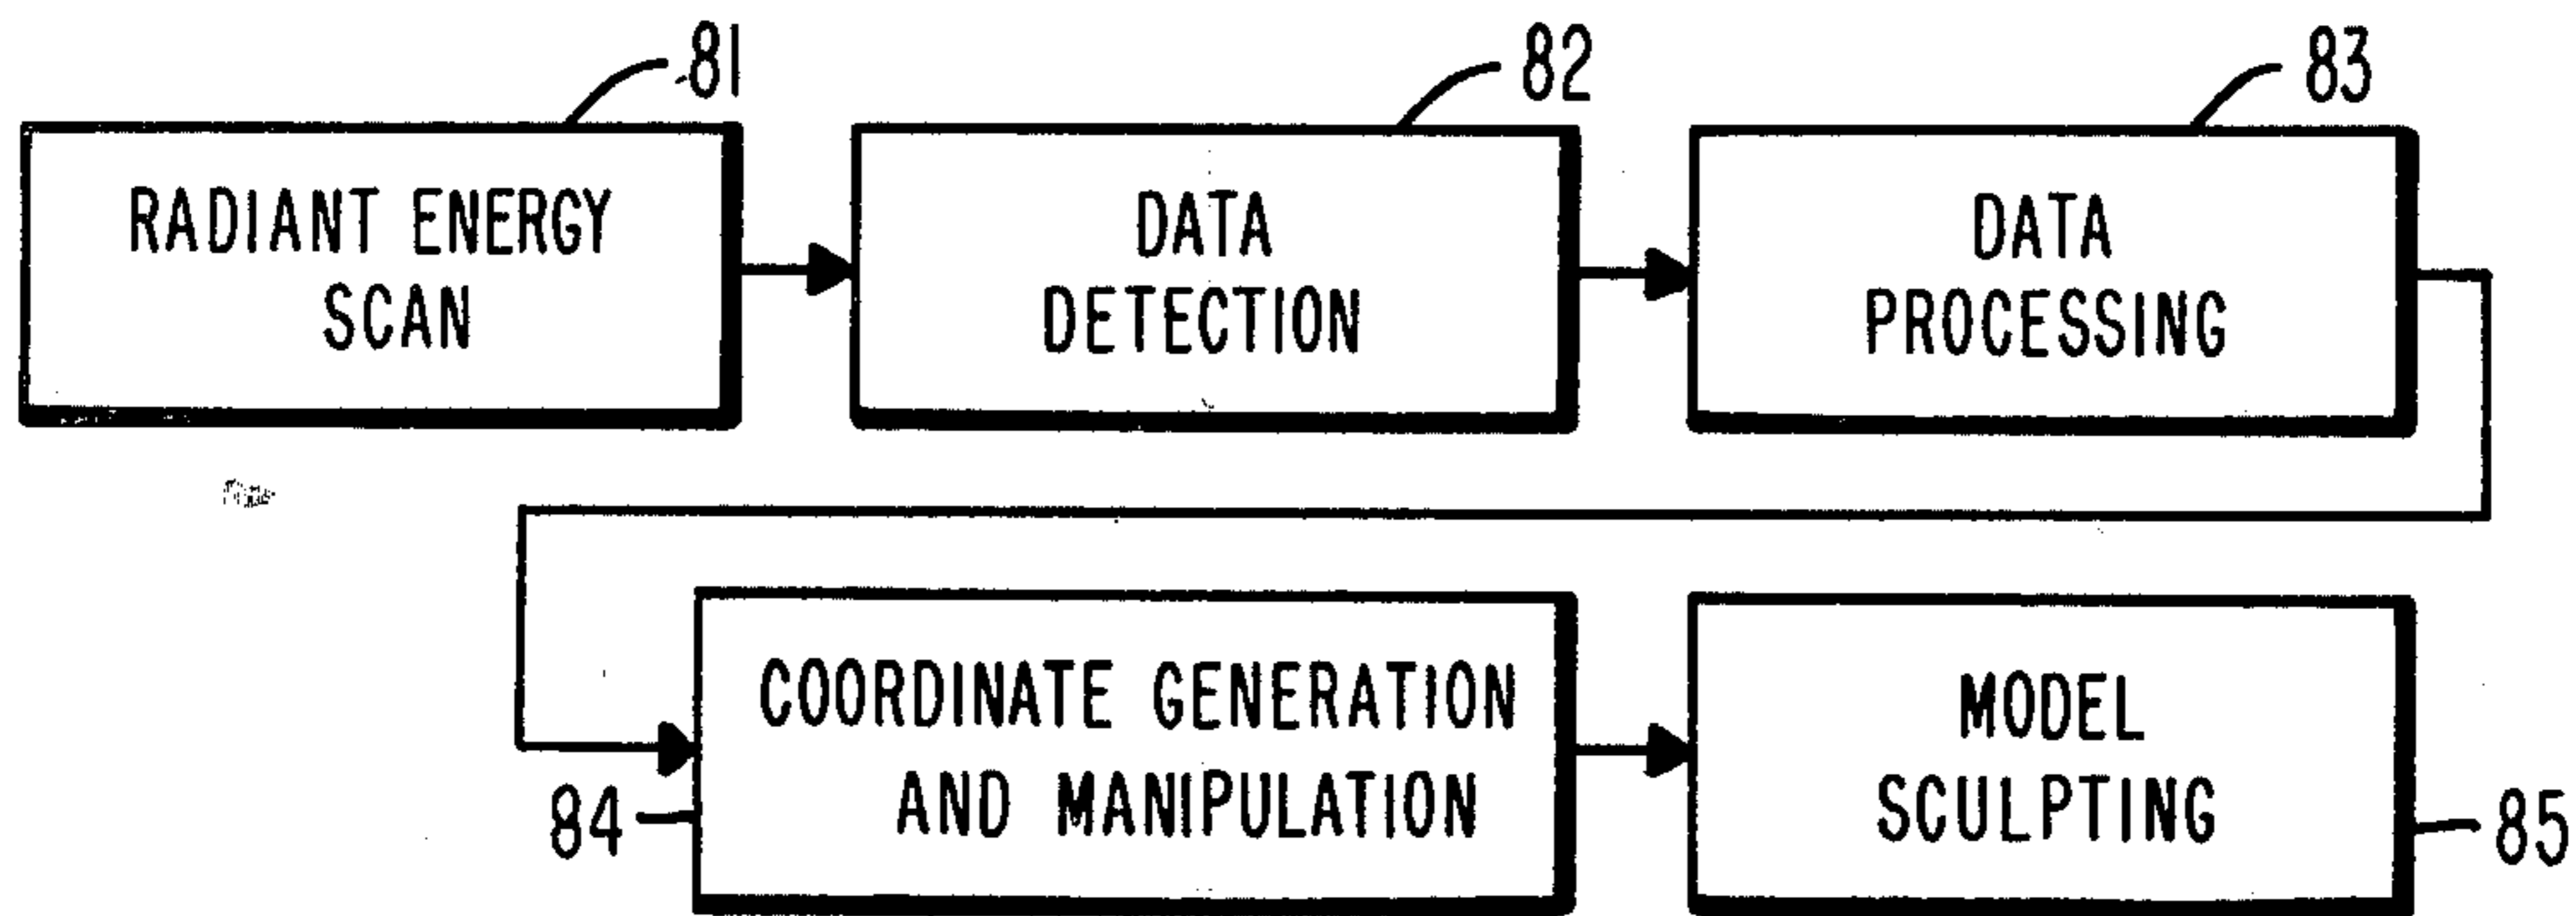 81
82
83
RADIANT ENERGY
SCAN
DATA
DETECTION
DATA
PROCESSING
COORDINATE GENERATION
AND MANIPULATION
84
MODEL
SCULPTING
85